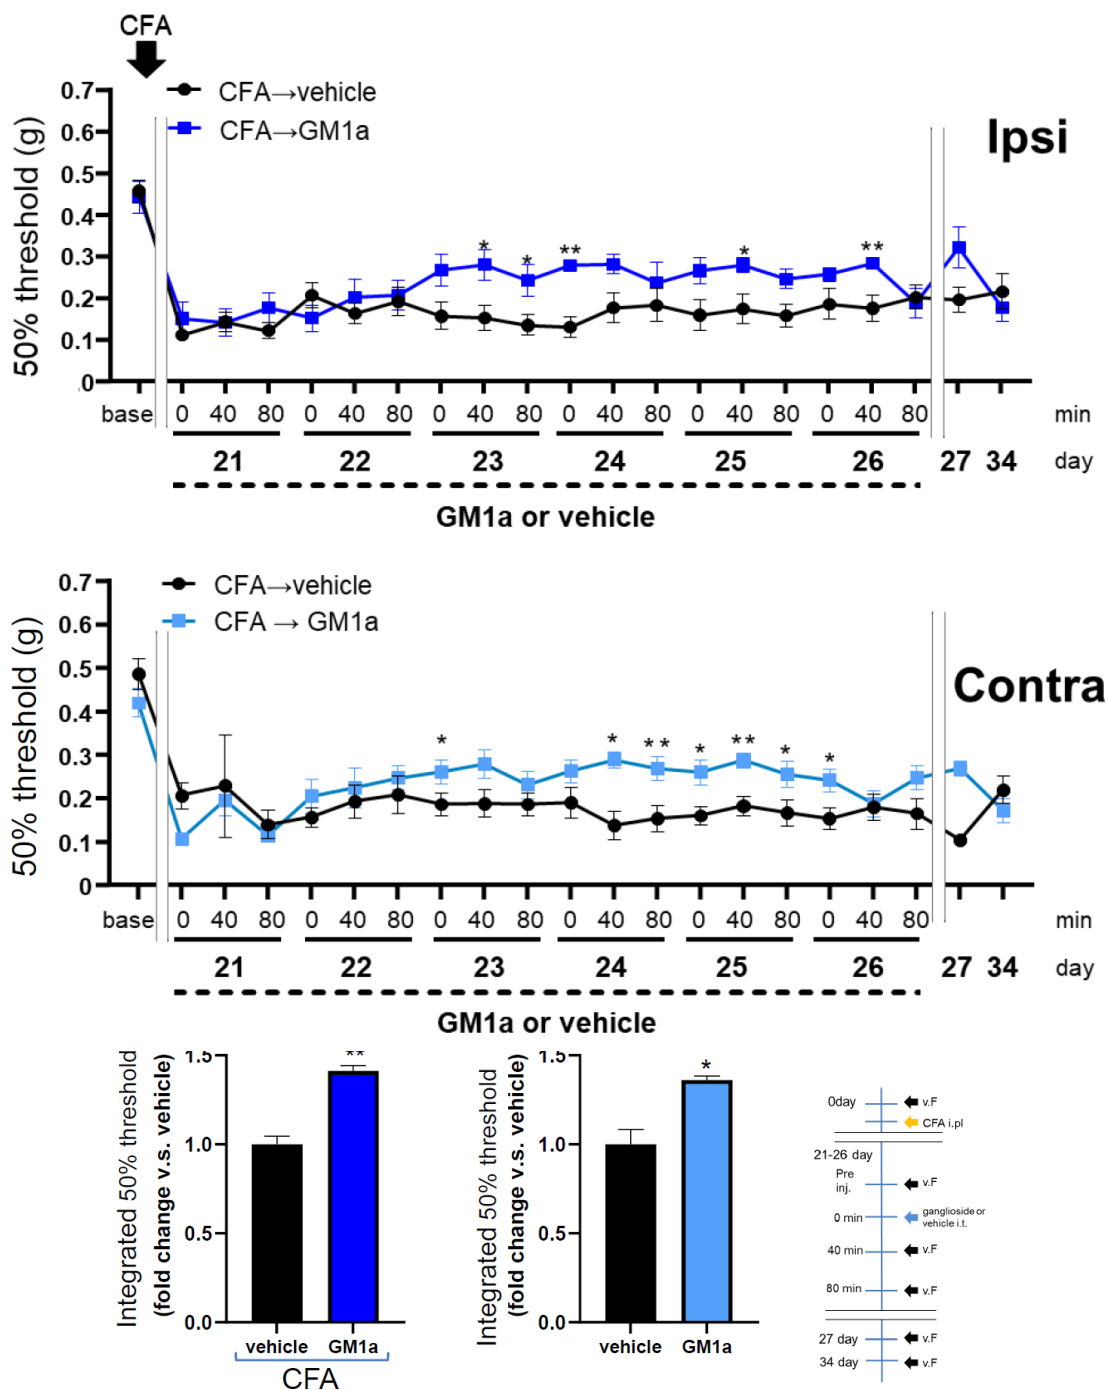 CFA
CFA→vehicle
CFA→GM1a
Ipsi
50% threshold (g)
0.7
0.6
0.5
0.4
0.3
0.2
0.1
.0
* * ** * **
base 0 40 80 0 40 80 0 40 80 0 40 80 0 40 80 0 40 80 min
21 22 23 24 25 26 27 34 day
GM1a or vehicle
CFA→vehicle
CFA → GM1a
Contra
50% threshold (g)
0.7
0.6
0.5
0.4
0.3
0.2
0.1
0
* * ** * ** * *
base 0 40 80 0 40 80 0 40 80 0 40 80 0 40 80 0 40 80 min
21 22 23 24 25 26 27 34 day
GM1a or vehicle
Integrated 50% threshold
(fold change v.s. vehicle)
1.5
1.0
0.5
0.0
**
vehicle GM1a
CFA
Integrated 50% threshold
(fold change v.s. vehicle)
1.5
1.0
0.5
0.0
*
vehicle GM1a
0day v.F
CFA i.pl
21-26 day
Pre
inj. v.F
0 min ganglioside or
vehicle i.t.
40 min v.F
80 min v.F
27 day v.F
34 day v.F